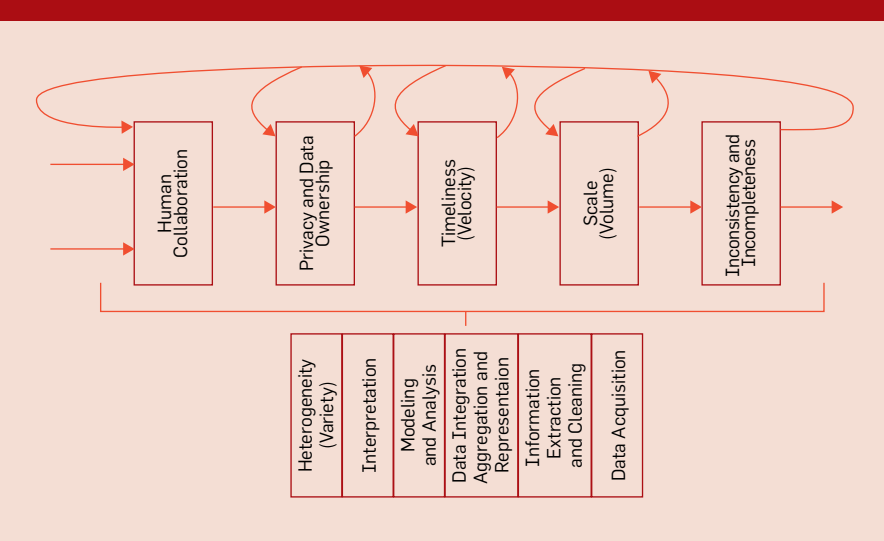 Human
Collaboration
Privacy and Data
Ownership
Timeliness
(Velocity)
Scale
(Volume)
Inconsistency and
Incompleteness
Heterogeneity
(Variety)
Interpretation
Modeling
and Analysis
Data Integration
Aggregation and
Representaion
Information
Extraction
and Cleaning
Data Acquisition